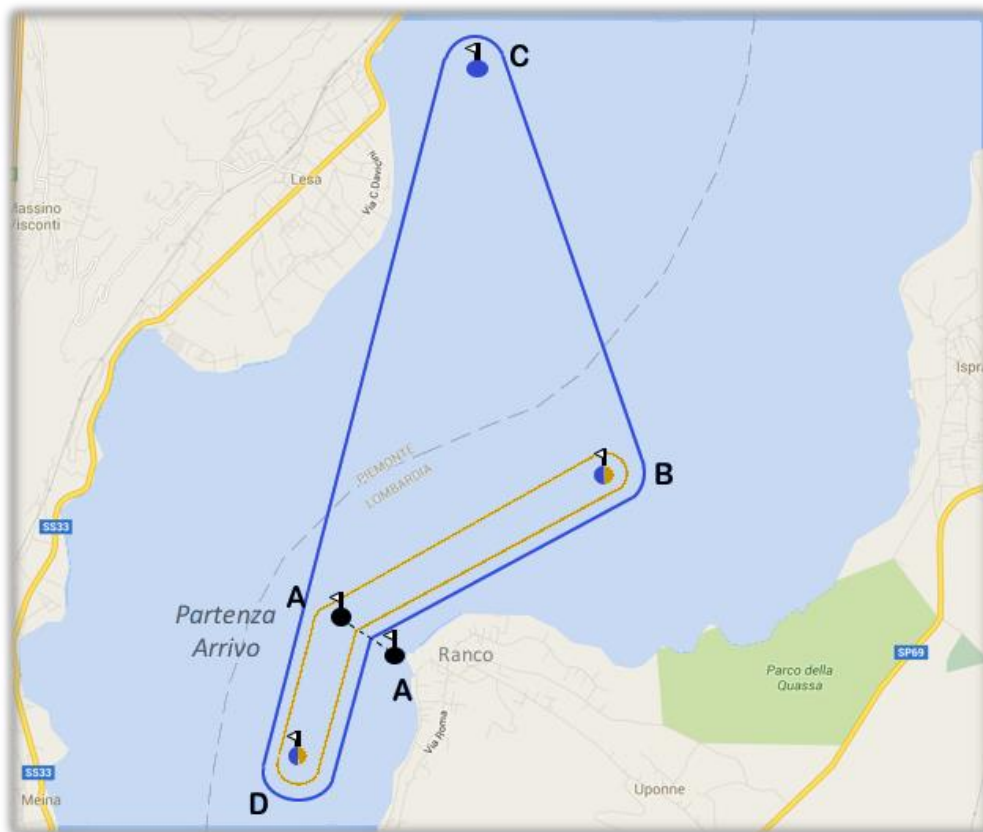 C
Lesa
Via C Davic
Massino
Visconti
Ispra
PIEMONTE
LOMBARDIA
B
SS33
A
Partenza
Arrivo
Ranco
A
SP69
Parco della
Quassa
Via Roma
SS33
Meina
D
Uponne